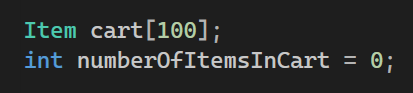 Item cart[100];
int numberOfItemsInCart = 0;